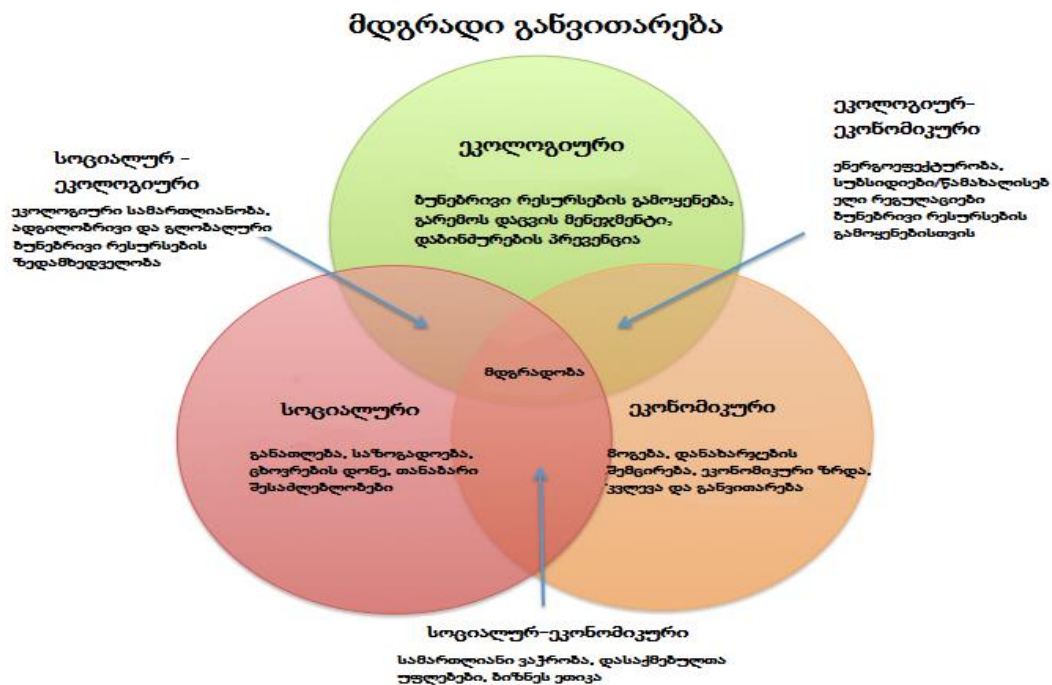 მდგრადი განვითარება
ეკოლოგიური
ბუნებრივი რესურსების გამოყენება,
გარემოს დაცვის მენეჯმენტი,
დაბინძურების პრევენცია
ეკოლოგიურ-
ეკონომიკური
ენერგოეფექტურობა,
სუბსიდიები/წამახალისებ
ელი რეგულაციები
ბუნებრივი რესურსების
გამოყენებისთვის
სოციალურ -
ეკოლოგიური
ეკოლოგიური სამართლიანობა,
ადგილობრივი და გლობალური
ბუნებრივი რესურსების
ზედამხედველობა
მდგრადობა
სოციალური
განათლება, საზოგადოება,
ცხოვრების დონე, თანაბარი
შესაძლებლობები
ეკონომიკური
მოგება, დანახარჯების
შემცირება, ეკონომიკური ზრდა,
კვლევა და განვითარება
სოციალურ-ეკონომიკური
სამართლიანი ვაჭრობა, დასაქმებულთა
უფლებები, ბიზნეს ეთიკა